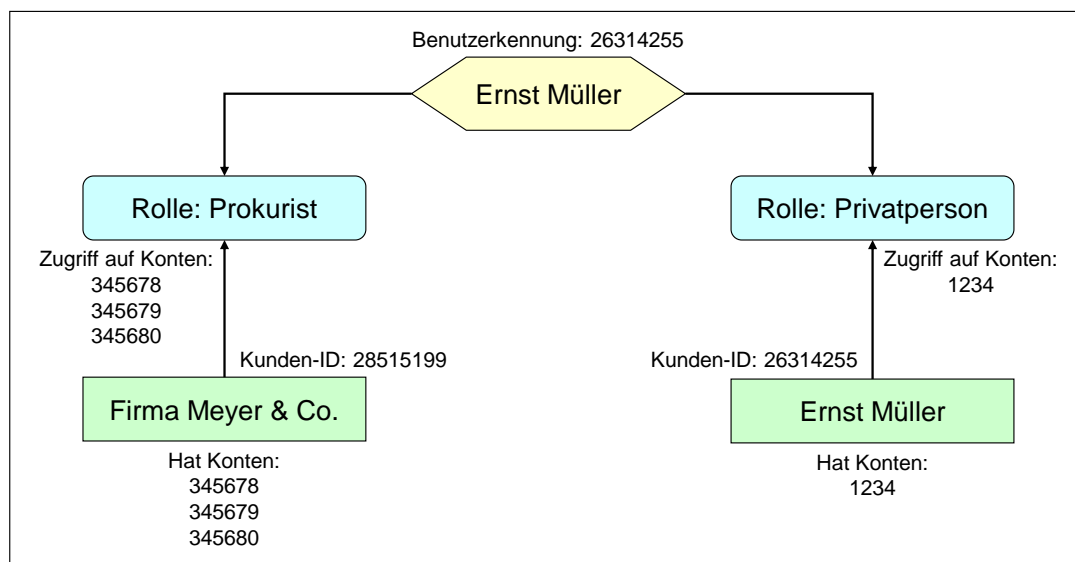 Benutzerkennung: 26314255
Ernst Müller
Rolle: Prokurist
Rolle: Privatperson
Zugriff auf Konten:
345678
345679
345680
Zugriff auf Konten:
1234
Kunden-ID: 28515199
Kunden-ID: 26314255
Firma Meyer & Co.
Ernst Müller
Hat Konten:
345678
345679
345680
Hat Konten:
1234